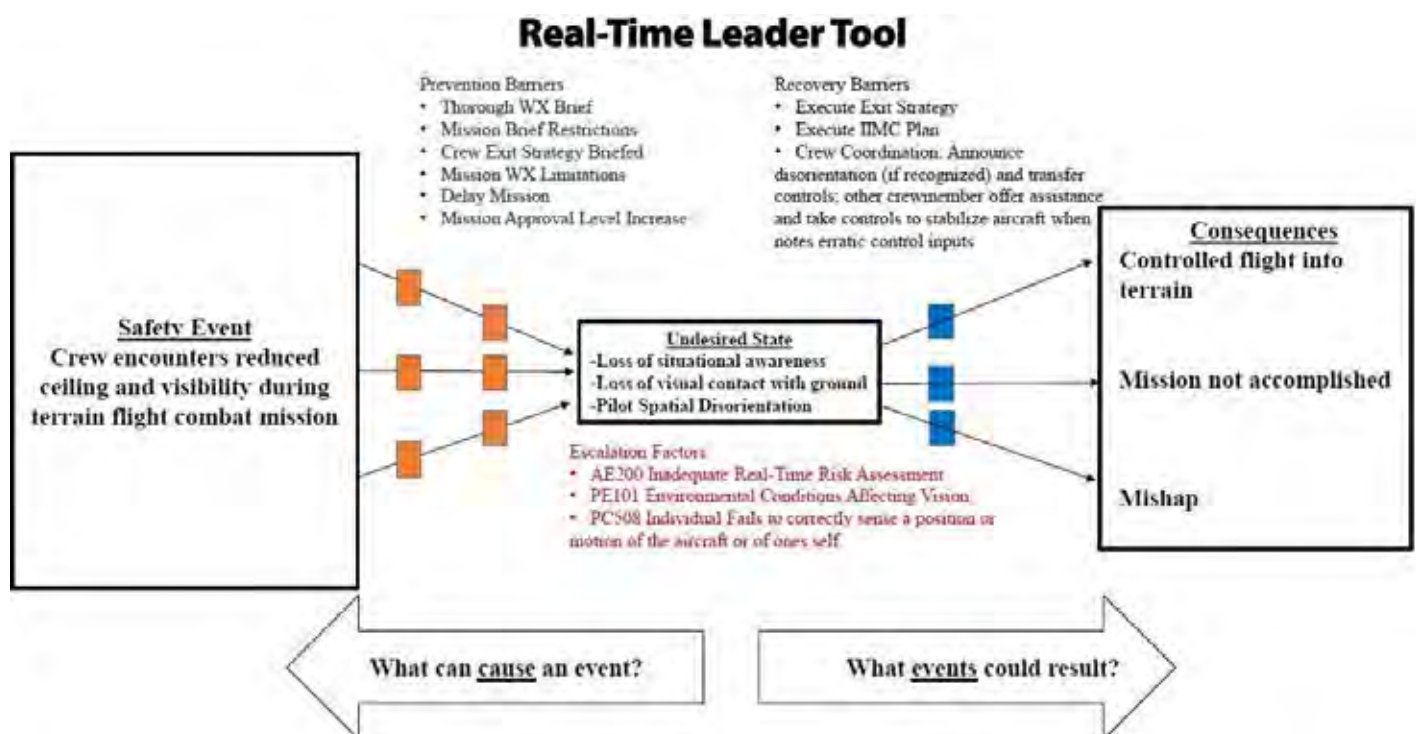 Real-Time Leader Tool
Prevention Barriers
• Thorough WX Brief
• Mission Brief Restrictions
• Crew Exit Strategy Briefed
• Mission WX Limitations
• Delay Mission
• Mission Approval Level Increase
Recovery Barriers
• Execute Exit Strategy
• Execute IIMC Plan
• Crew Coordination: Announce
disorientation (if recognized) and transfer
controls; other crewmember offer assistance
and take controls to stabilize aircraft when
notes erratic control inputs
Safety Event
Crew encounters reduced
ceiling and visibility during
terrain flight combat mission
Undesired State
-Loss of situational awareness
-Loss of visual contact with ground
-Pilot Spatial Disorientation
Escalation Factors
• AE200 Inadequate Real-Time Risk Assessment
• PE101 Environmental Conditions Affecting Vision
• PC508 Individual Fails to correctly sense a position or
motion of the aircraft or of ones self
Consequences
Controlled flight into
terrain
Mission not accomplished
Mishap
What can cause an event?
What events could result?